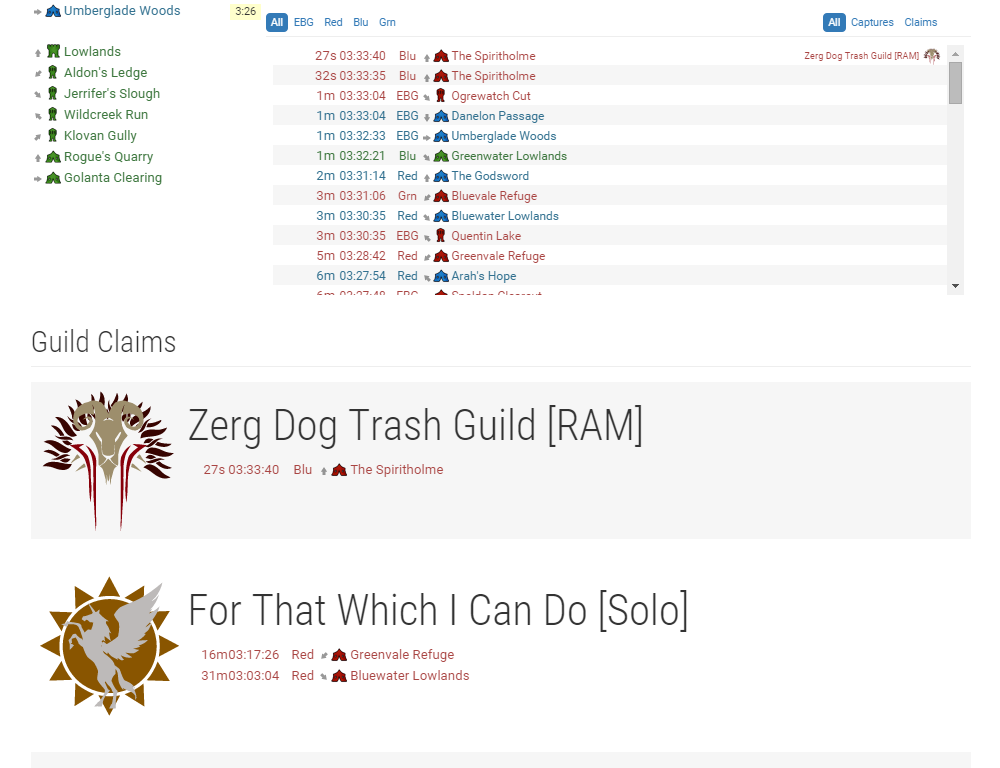 Umberglade Woods 3:26
Lowlands
Aldon's Ledge
Jerrifer's Slough
Wildcreek Run
Klovan Gully
Rogue's Quarry
Golanta Clearing
All EBG Red Blu Grn
All Captures Claims
27s 03:33:40 Blu The Spiritholme Zerg Dog Trash Guild [RAM]
32s 03:33:35 Blu The Spiritholme
1m 03:33:04 EBG Ogrewatch Cut
1m 03:33:04 EBG Danelon Passage
1m 03:32:33 EBG Umberglade Woods
1m 03:32:21 Blu Greenwater Lowlands
2m 03:31:14 Red The Godsword
3m 03:31:06 Grn Bluevale Refuge
3m 03:30:35 Red Bluewater Lowlands
3m 03:30:35 EBG Quentin Lake
5m 03:28:42 Red Greenvale Refuge
6m 03:27:54 Red Arah's Hope
Guild Claims
Zerg Dog Trash Guild [RAM]
27s 03:33:40 Blu The Spiritholme
For That Which I Can Do [Solo]
16m03:17:26 Red Greenvale Refuge
31m03:03:04 Red Bluewater Lowlands